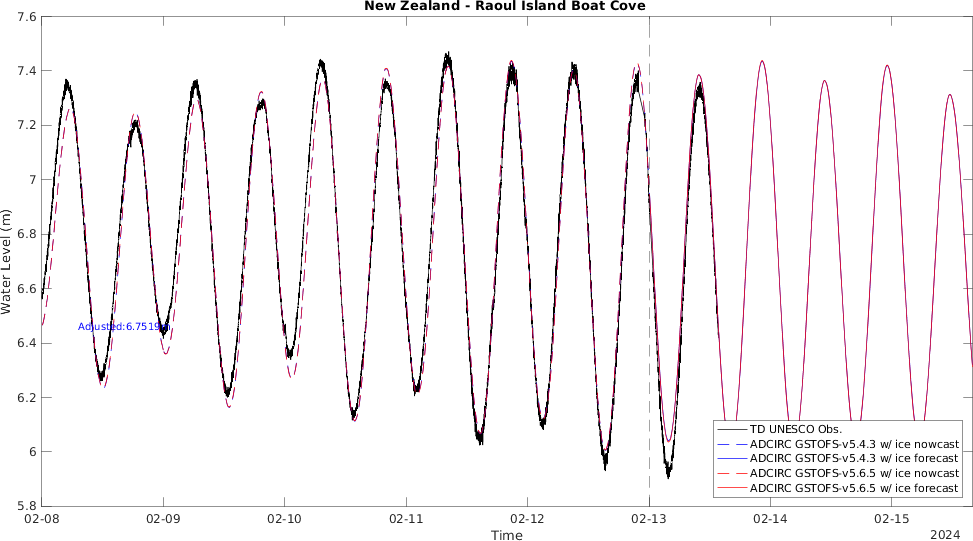 New Zealand - Raoul Island Boat Cove
Water Level (m)
7.6
7.4
7.2
7
6.8
6.6
6.4
6.2
6
5.8
Adjusted:6.7519
TD UNESCO Obs.
ADCIRC GSTOFS-v5.4.3 w/ ice nowcast
ADCIRC GSTOFS-v5.4.3 w/ ice forecast
ADCIRC GSTOFS-v5.6.5 w/ ice nowcast
ADCIRC GSTOFS-v5.6.5 w/ ice forecast
02-08 02-09 02-10 02-11 02-12 02-13 02-14 02-15
Time
2024